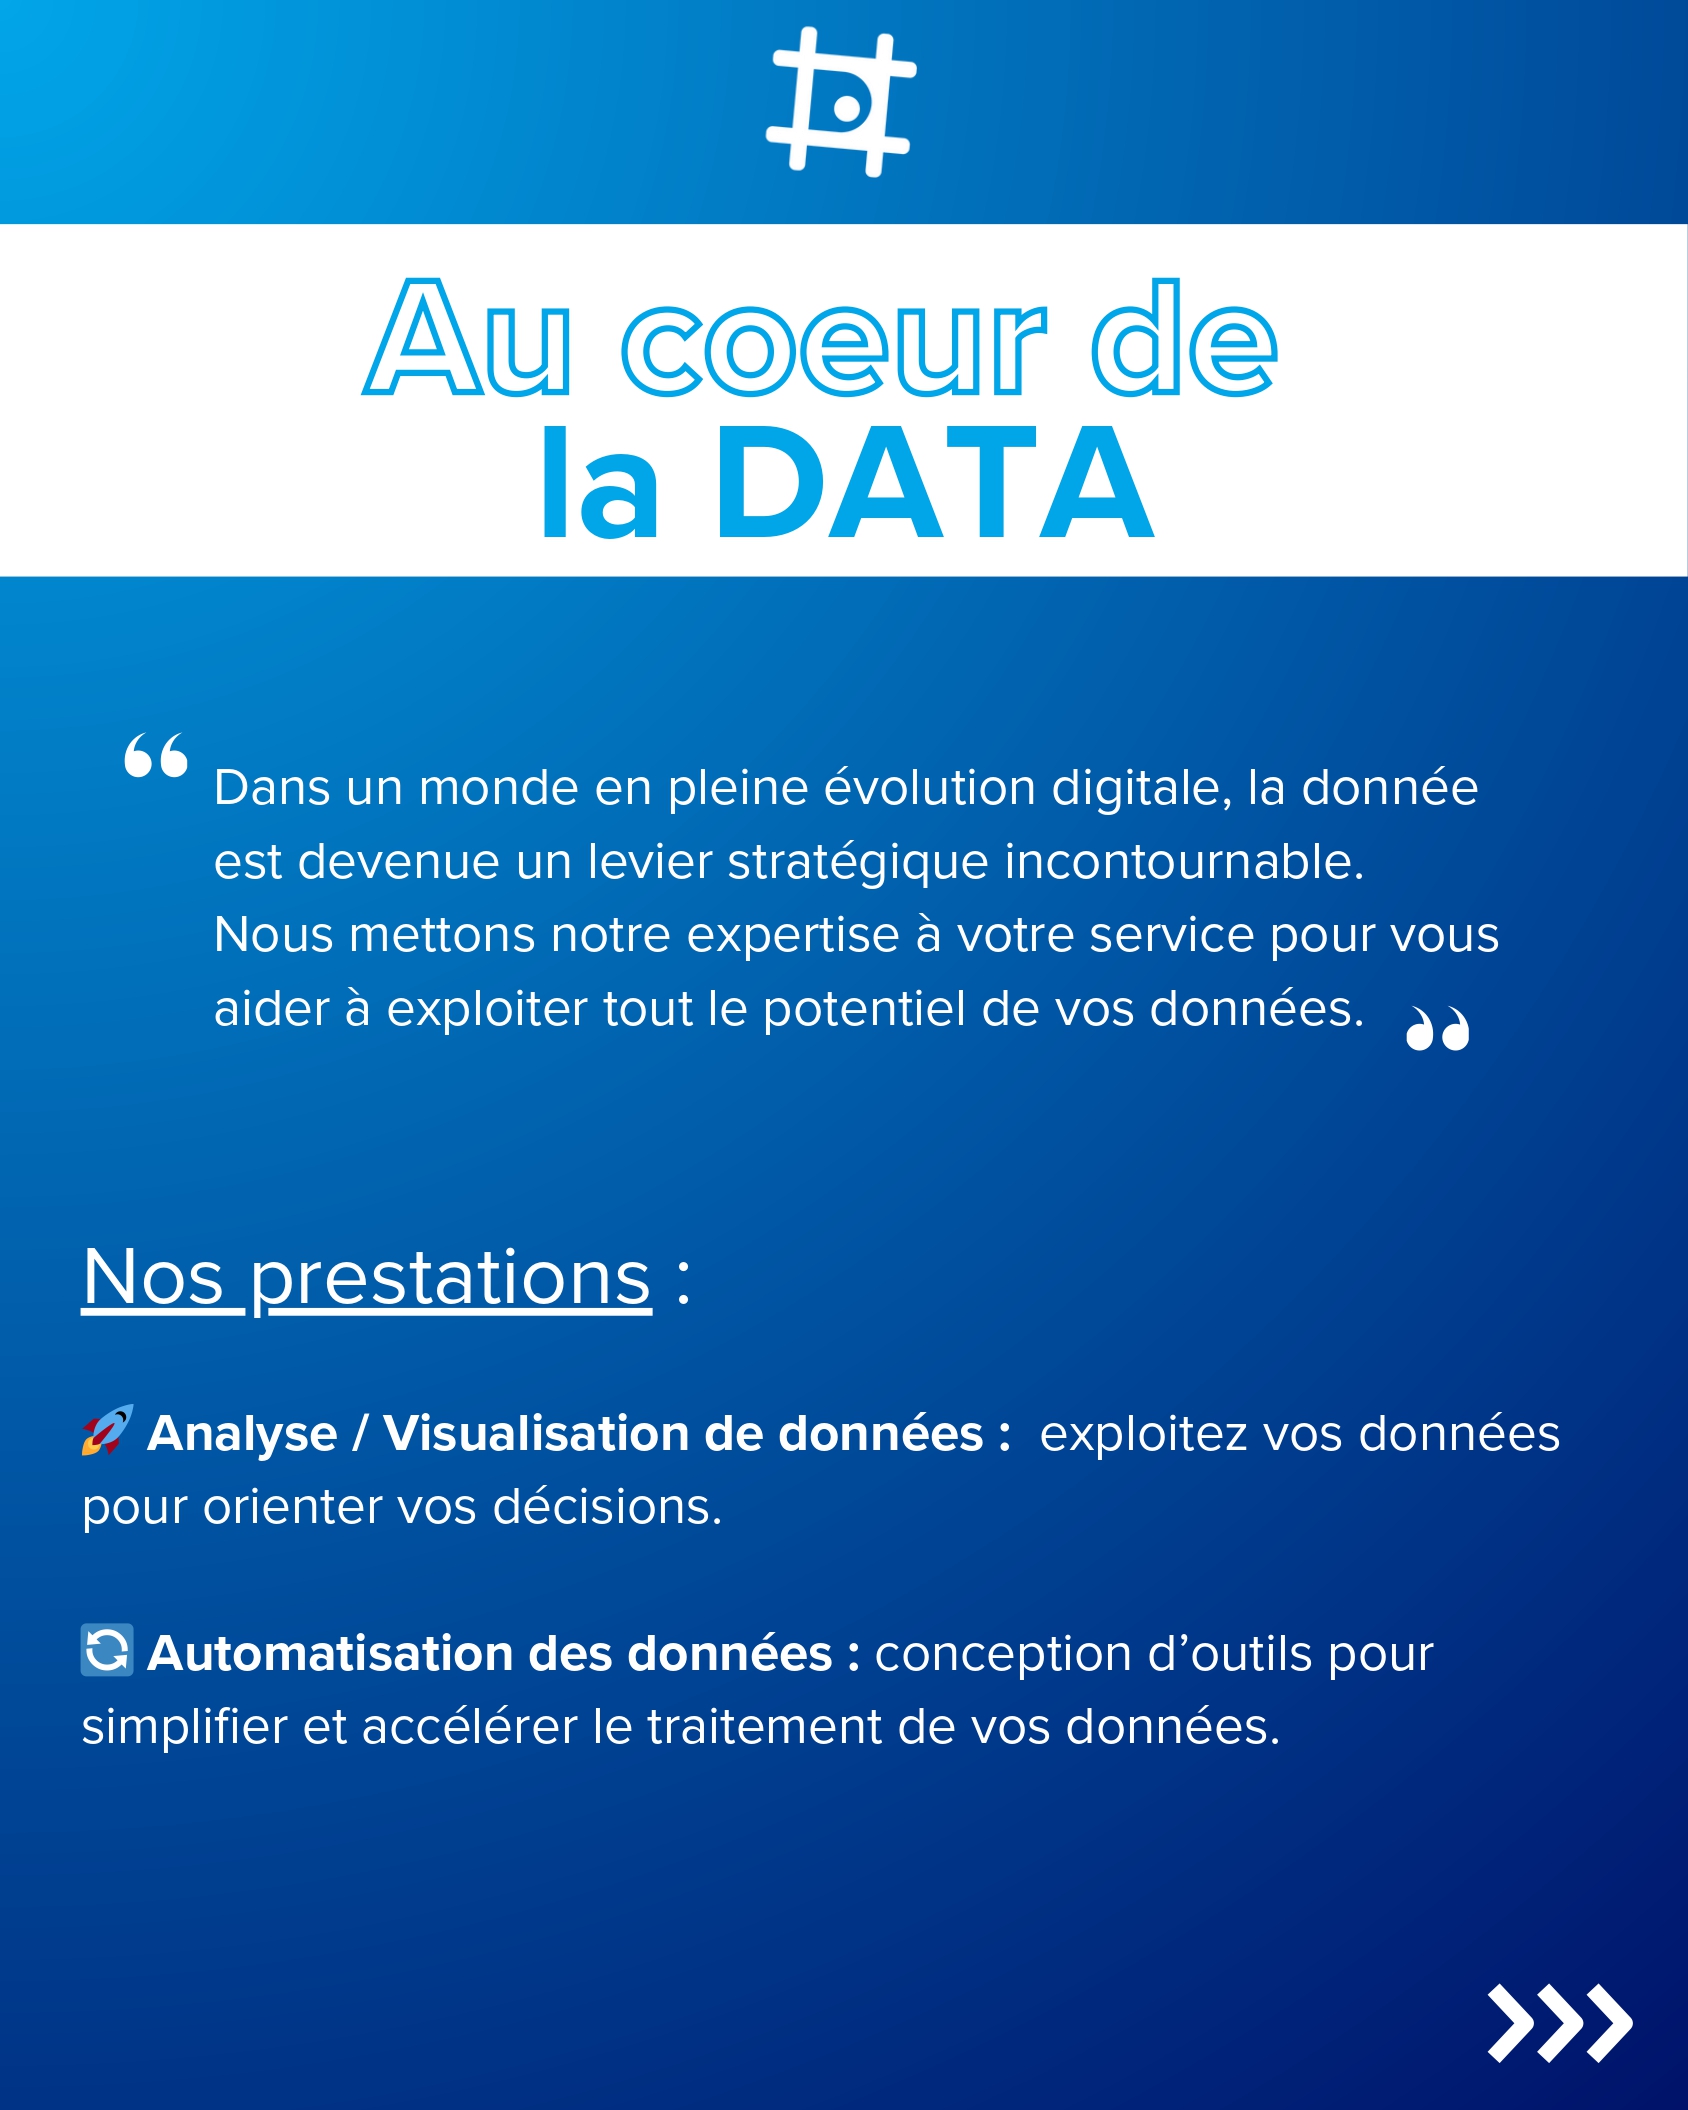 Au coeur de
la DATA
“ Dans un monde en pleine évolution digitale, la donnée
est devenue un levier stratégique incontournable.
Nous mettons notre expertise à votre service pour vous
aider à exploiter tout le potentiel de vos données. ”
Nos prestations :
🚀 Analyse / Visualisation de données : exploitez vos données
pour orienter vos décisions.
🔄 Automatisation des données : conception d’outils pour
simplifier et accélérer le traitement de vos données.